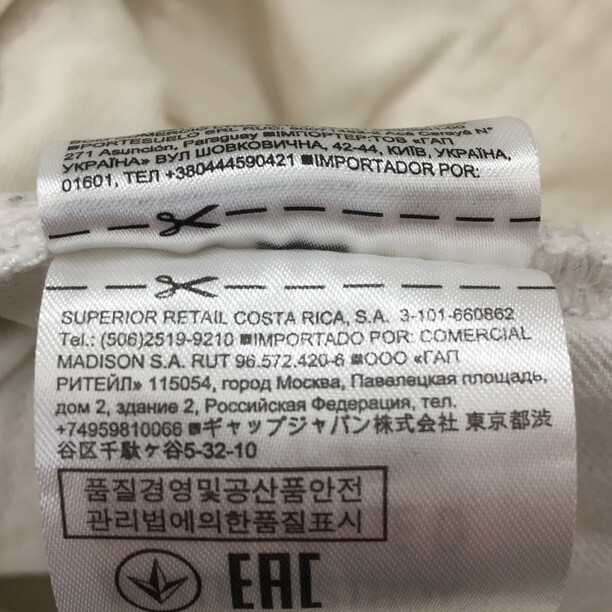 ■PORTESUELO SRL
271 Asunción, Paraguay ■ІМПОРТЕР-ТОВ «ГАП
УКРАЇНА» ВУЛ ШОВКОВИЧНА, 42-44, КИЇВ, УКРАЇНА,
01601, ТЕЛ +380444590421 ■IMPORTADOR POR:
SUPERIOR RETAIL COSTA RICA, S.A. 3-101-660862
Tel.: (506)2519-9210 ■IMPORTADO POR: COMERCIAL
MADISON S.A. RUT 96.572.420-6 ■ООО «ГАП
РИТЕЙЛ» 115054, город Москва, Павелецкая площадь,
дом 2, здание 2, Российская Федерация, тел.
+74959810066 ■ギャップジャパン株式会社 東京都渋
谷区千駄ケ谷5-32-10
품질경영및공산품안전
관리법에의한품질표시
EAC